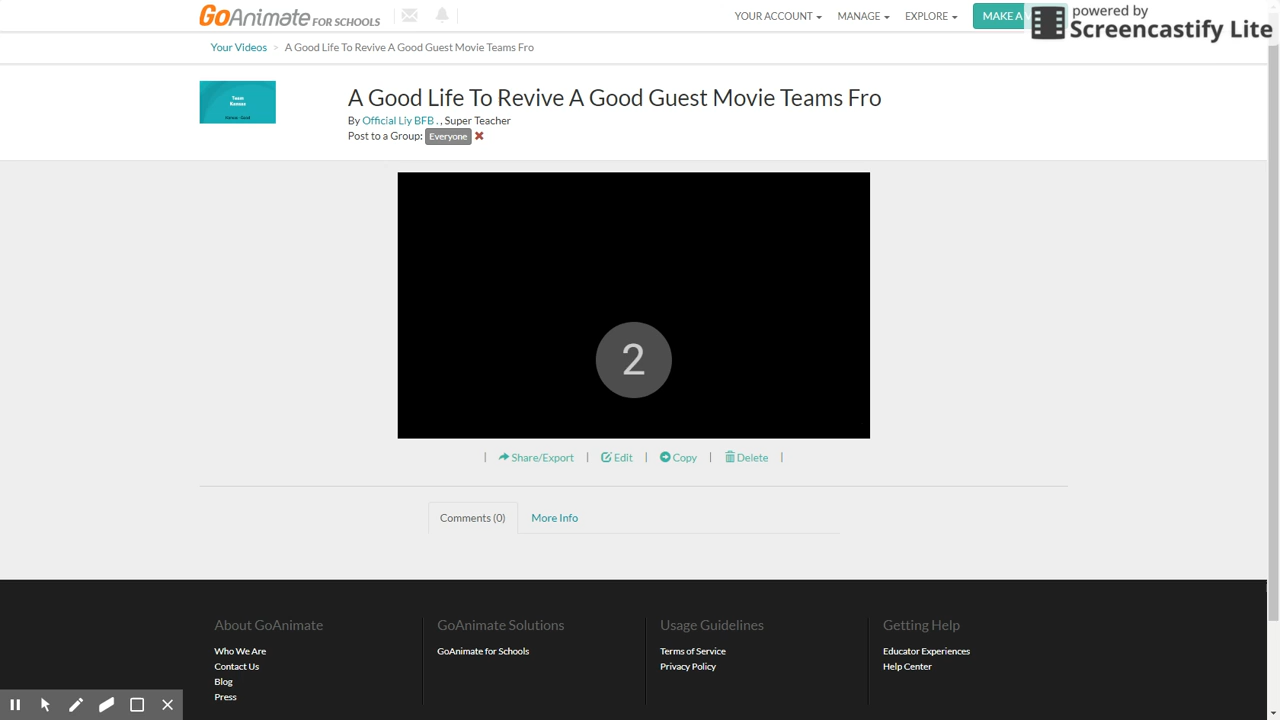 GoAnimate FOR SCHOOLS
YOUR ACCOUNT
MANAGE
EXPLORE
MAKE A
powered by
Screencastify Lite
Your Videos > A Good Life To Revive A Good Guest Movie Teams Fro
Team
Kansas
A Good Life To Revive A Good Guest Movie Teams Fro
By Official Liy BFB . , Super Teacher
Post to a Group: Everyone
2
| Share/Export | Edit | Copy | Delete |
Comments (0)
More Info
About GoAnimate
Who We Are
Contact Us
Blog
Press
GoAnimate Solutions
GoAnimate for Schools
Usage Guidelines
Terms of Service
Privacy Policy
Getting Help
Educator Experiences
Help Center